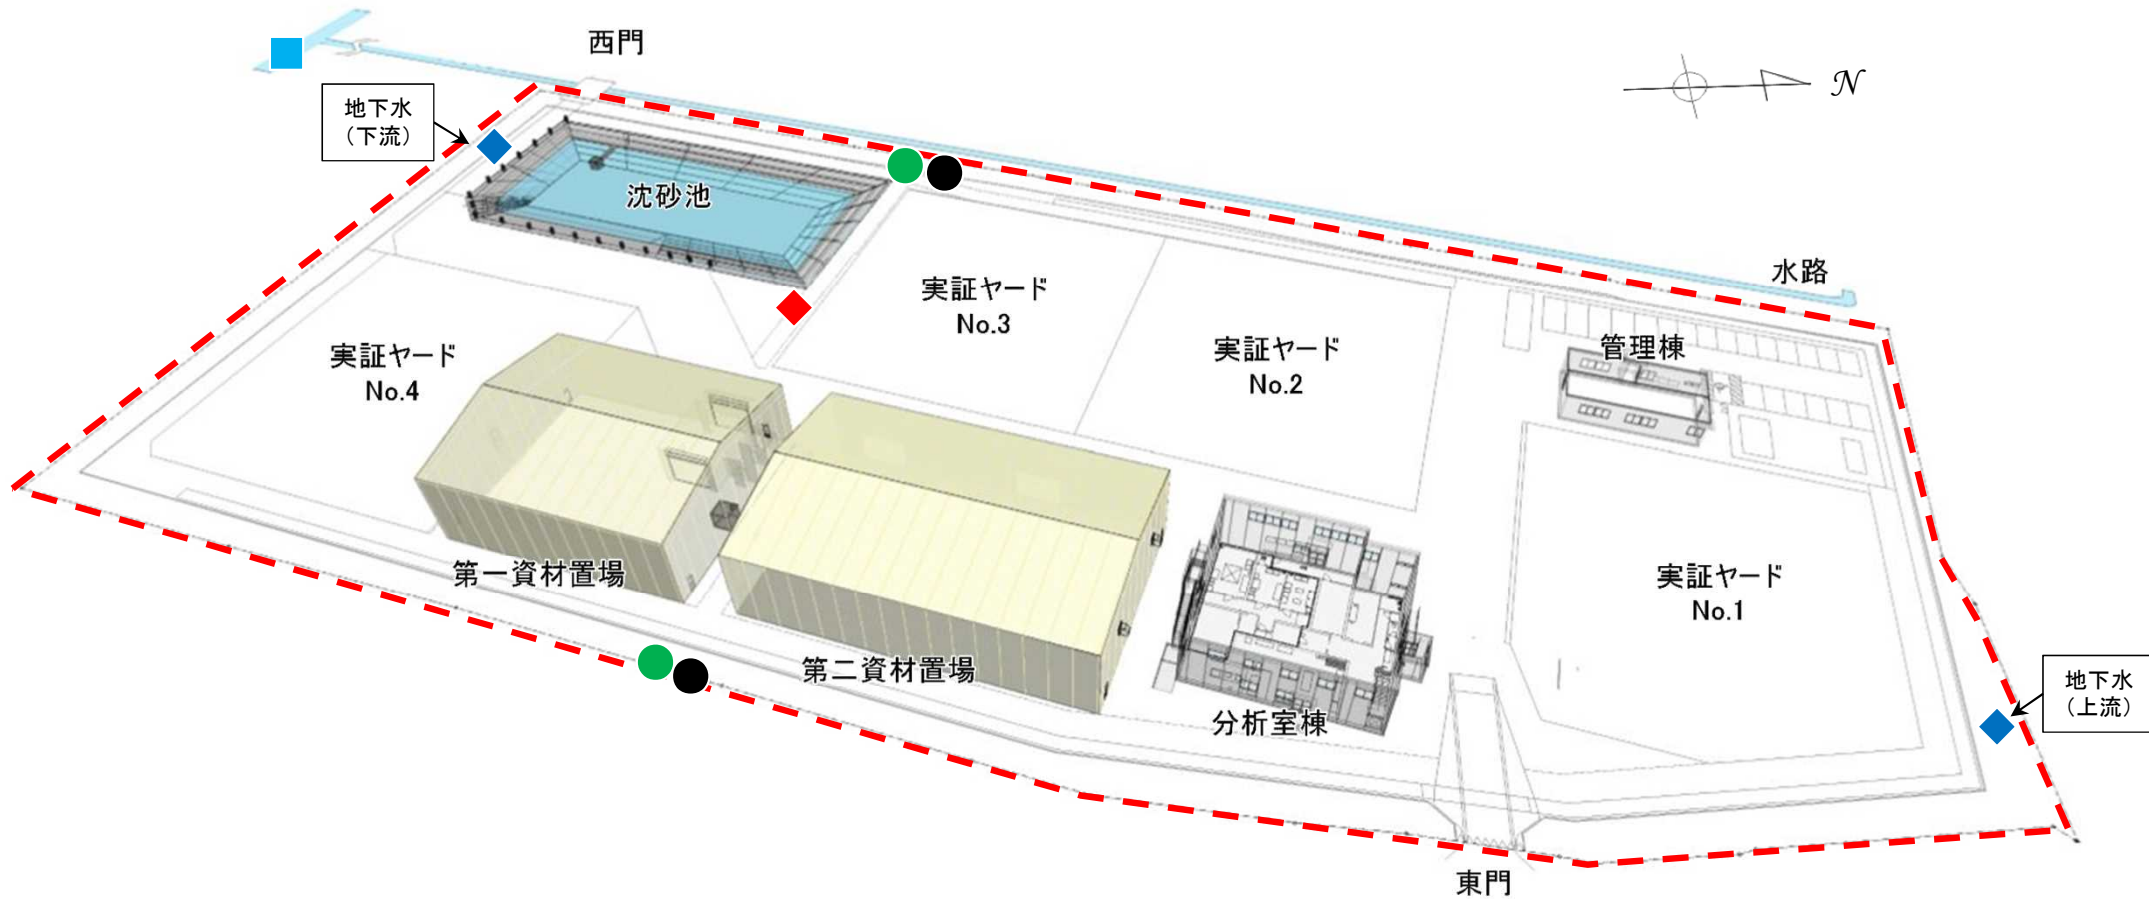 西門
N
地下水
（下流）
沈砂池
水路
実証ヤード
No.3
実証ヤード
No.2
管理棟
実証ヤード
No.4
第一資材置場
第二資材置場
分析室棟
実証ヤード
No.1
地下水
（上流）
東門